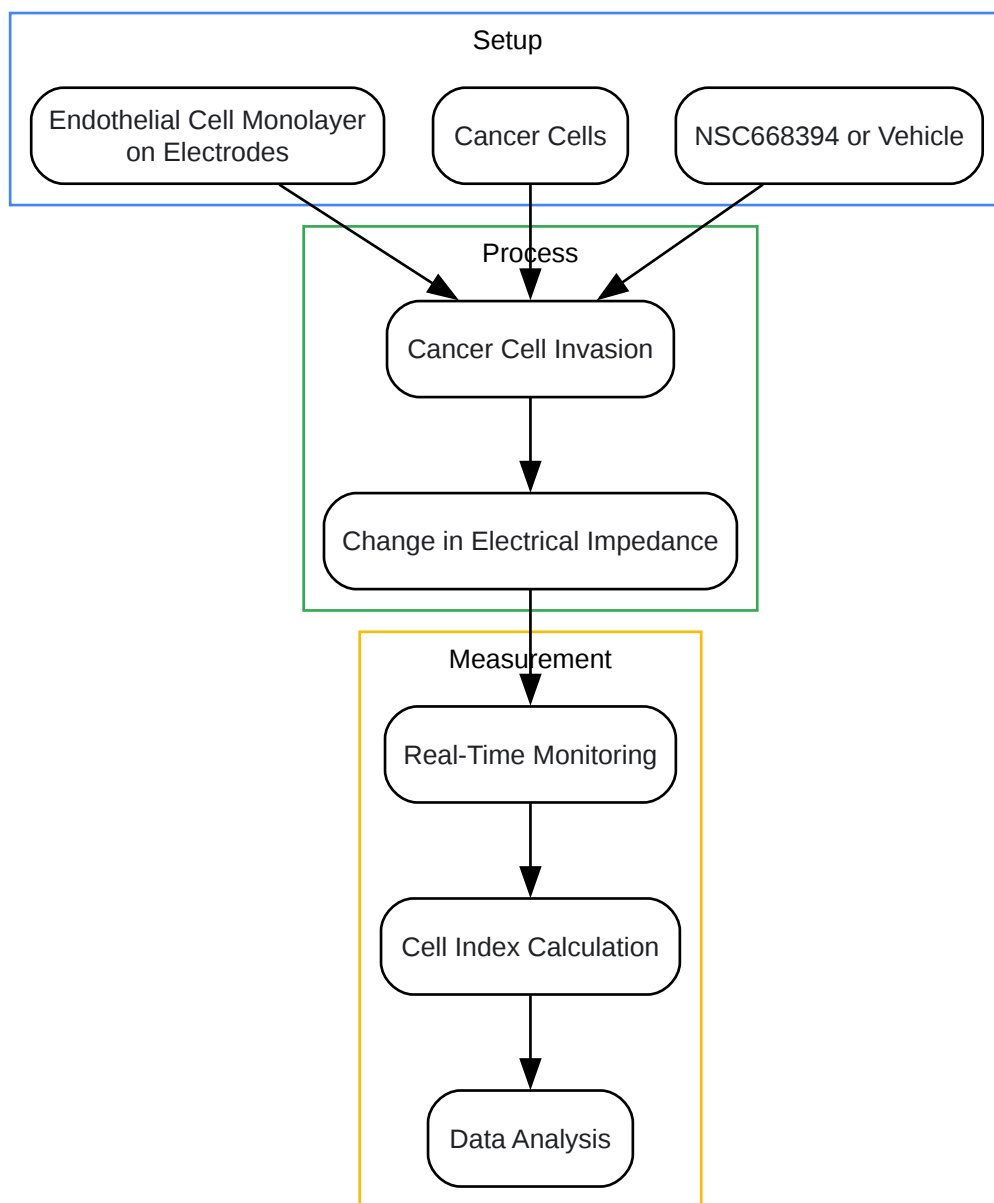 Setup
Endothelial Cell Monolayer
on Electrodes
Cancer Cells
NSC668394 or Vehicle
Process
Cancer Cell Invasion
Change in Electrical Impedance
Measurement
Real-Time Monitoring
Cell Index Calculation
Data Analysis